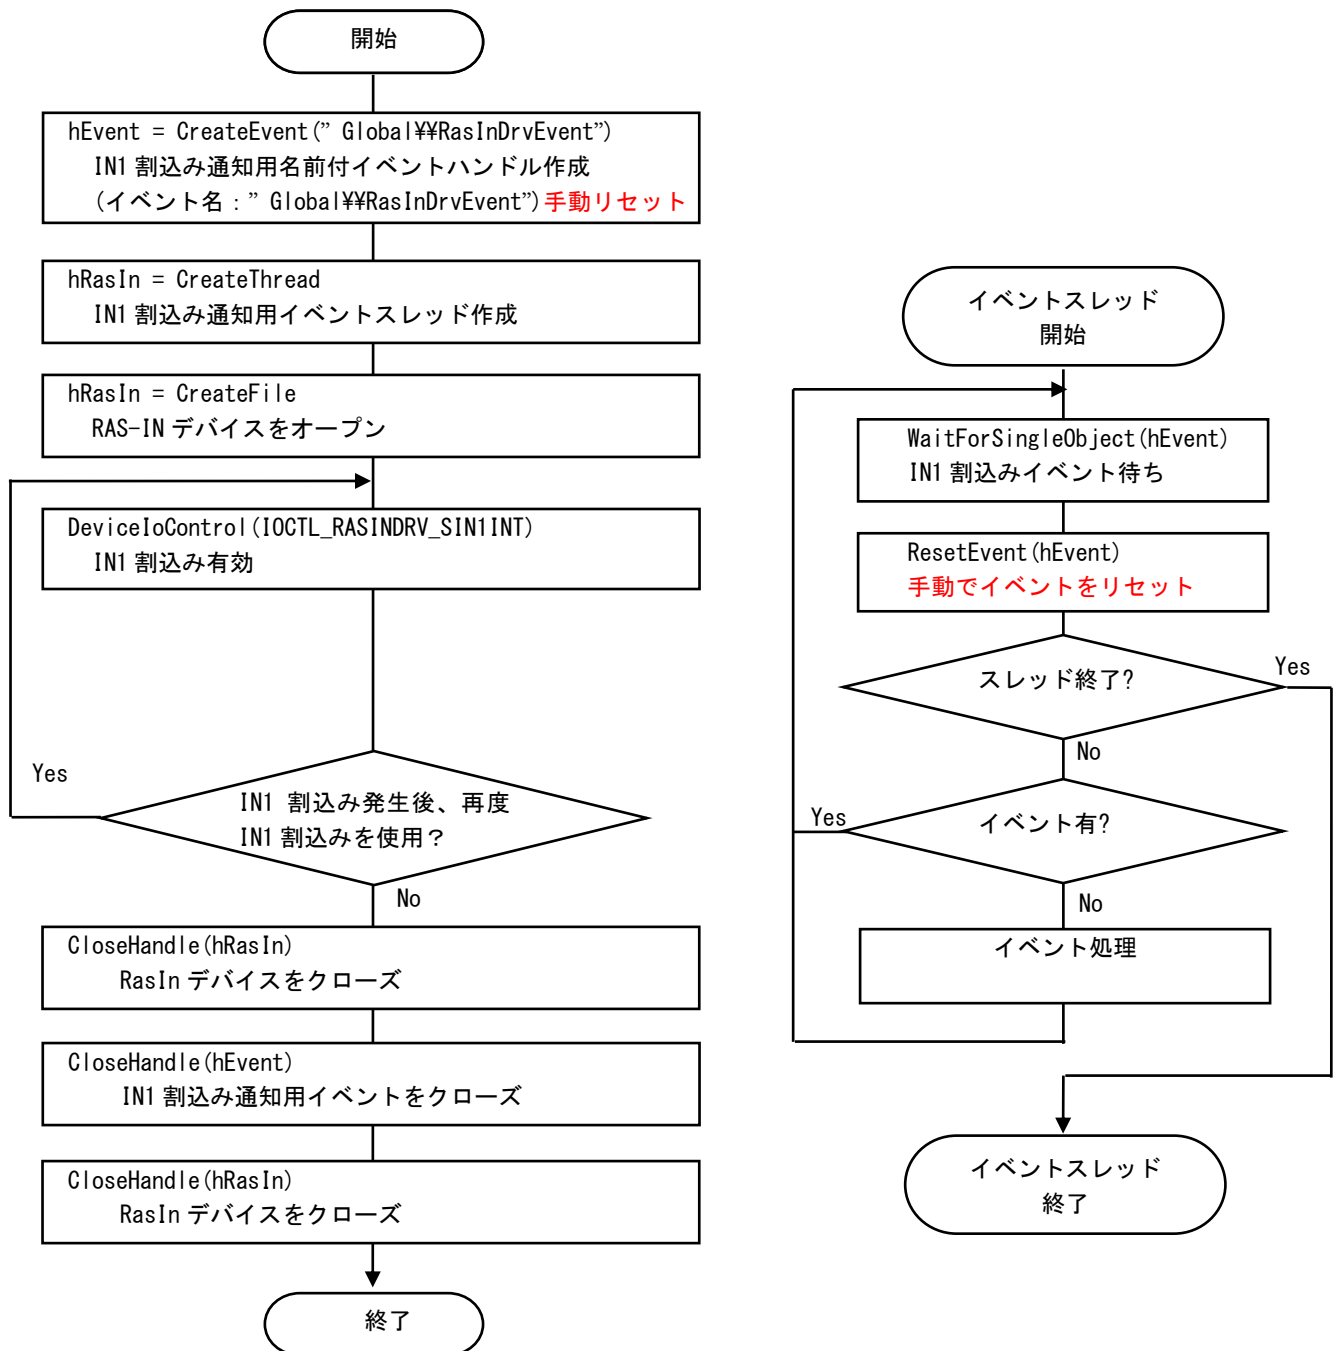 開始
hEvent = CreateEvent(” Global¥¥RasInDrvEvent”)
IN1 割込み通知用名前付イベントハンドル作成
(イベント名：” Global¥¥RasInDrvEvent”)手動リセット
hRasIn = CreateThread
IN1 割込み通知用イベントスレッド作成
hRasIn = CreateFile
RAS-IN デバイスをオープン
DeviceIoControl(IOCTL_RASINDRV_SIN1INT)
IN1 割込み有効
Yes
IN1 割込み発生後、再度
IN1 割込みを使用？
No
CloseHandle(hRasIn)
RasIn デバイスをクローズ
CloseHandle(hEvent)
IN1 割込み通知用イベントをクローズ
CloseHandle(hRasIn)
RasIn デバイスをクローズ
終了
イベントスレッド
開始
WaitForSingleObject(hEvent)
IN1 割込みイベント待ち
ResetEvent(hEvent)
手動でイベントをリセット
スレッド終了?
Yes
No
イベント有?
Yes
No
イベント処理
イベントスレッド
終了